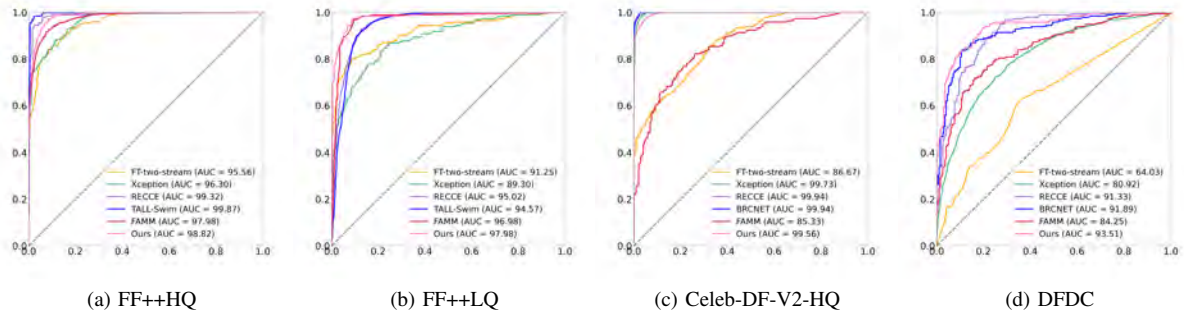 1.0
0.8
0.6
0.4
0.2
0.0
FT-two-stream (AUC = 95.56)
Xception (AUC = 96.30)
RECCE (AUC = 99.32)
TALL-Swim (AUC = 99.87)
FAMM (AUC = 97.98)
Ours (AUC = 98.82)
0.0 0.2 0.4 0.6 0.8 1.0
(a) FF++HQ
1.0
0.8
0.6
0.4
0.2
0.0
FT-two-stream (AUC = 91.25)
Xception (AUC = 89.30)
RECCE (AUC = 95.02)
TALL-Swim (AUC = 94.57)
FAMM (AUC = 96.98)
Ours (AUC = 97.98)
0.0 0.2 0.4 0.6 0.8 1.0
(b) FF++LQ
1.0
0.8
0.6
0.4
0.2
0.0
FT-two-stream (AUC = 86.67)
Xception (AUC = 99.73)
RECCE (AUC = 99.94)
BRCNET (AUC = 99.94)
FAMM (AUC = 85.33)
Ours (AUC = 99.56)
0.0 0.2 0.4 0.6 0.8 1.0
(c) Celeb-DF-V2-HQ
1.0
0.8
0.6
0.4
0.2
0.0
FT-two-stream (AUC = 64.03)
Xception (AUC = 80.92)
RECCE (AUC = 91.33)
BRCNET (AUC = 91.89)
FAMM (AUC = 84.25)
Ours (AUC = 93.51)
0.0 0.2 0.4 0.6 0.8 1.0
(d) DFDC